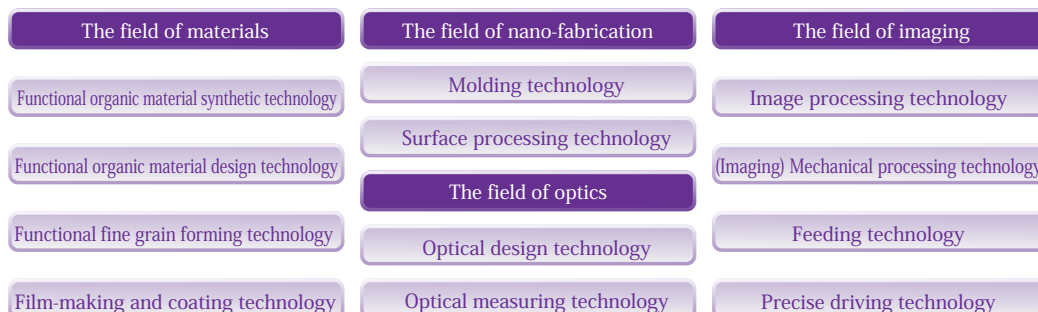 The field of materials
Functional organic material synthetic technology
Functional organic material design technology
Functional fine grain forming technology
Film-making and coating technology
The field of nano-fabrication
Molding technology
Surface processing technology
The field of optics
Optical design technology
Optical measuring technology
The field of imaging
Image processing technology
(Imaging) Mechanical processing technology
Feeding technology
Precise driving technology